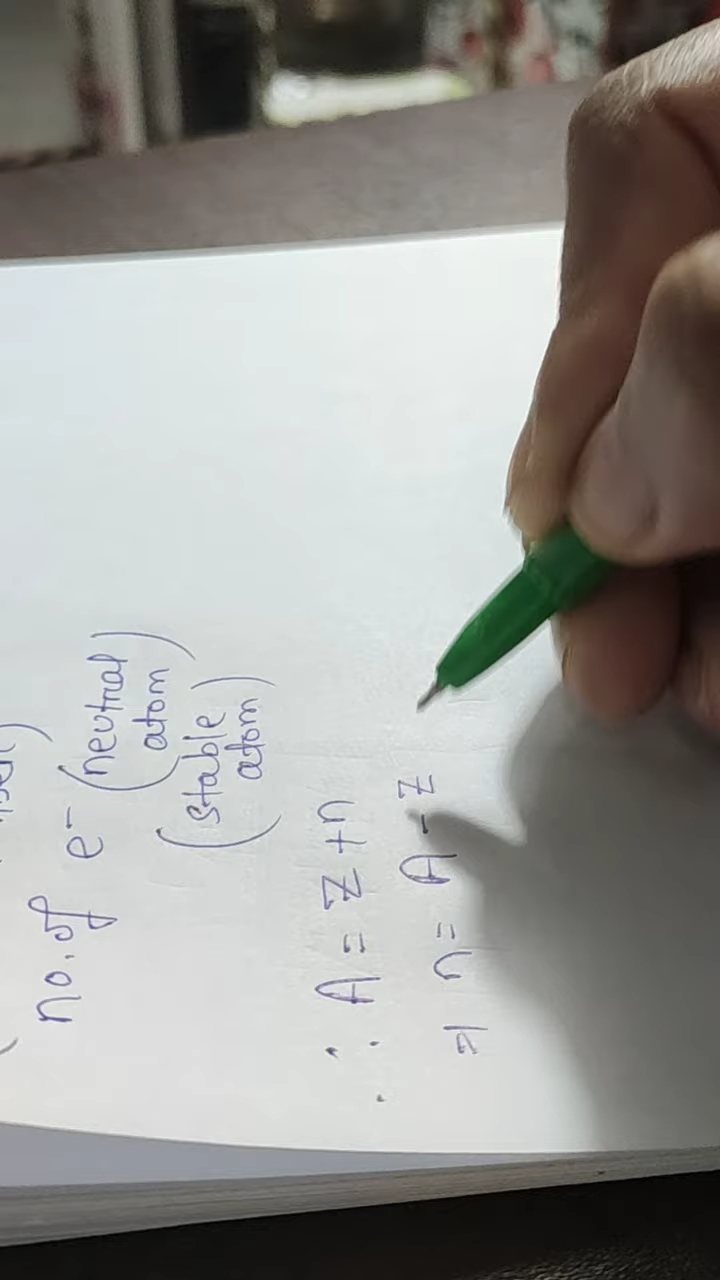 no. of e⁻ (neutral atom)
(stable atom)
∴ A = Z + n
⇒ n = A - Z